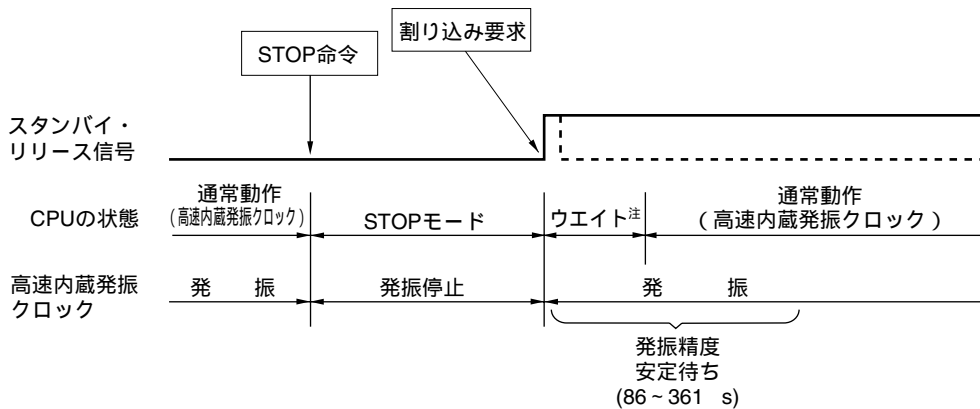 割り込み要求
STOP命令
スタンバイ・
リリース信号
CPUの状態
通常動作
(高速内蔵発振クロック)
STOPモード
ウエイト注
通常動作
(高速内蔵発振クロック)
高速内蔵発振
クロック
発 振
発振停止
発 振
発振精度
安定待ち
(86~361 s)